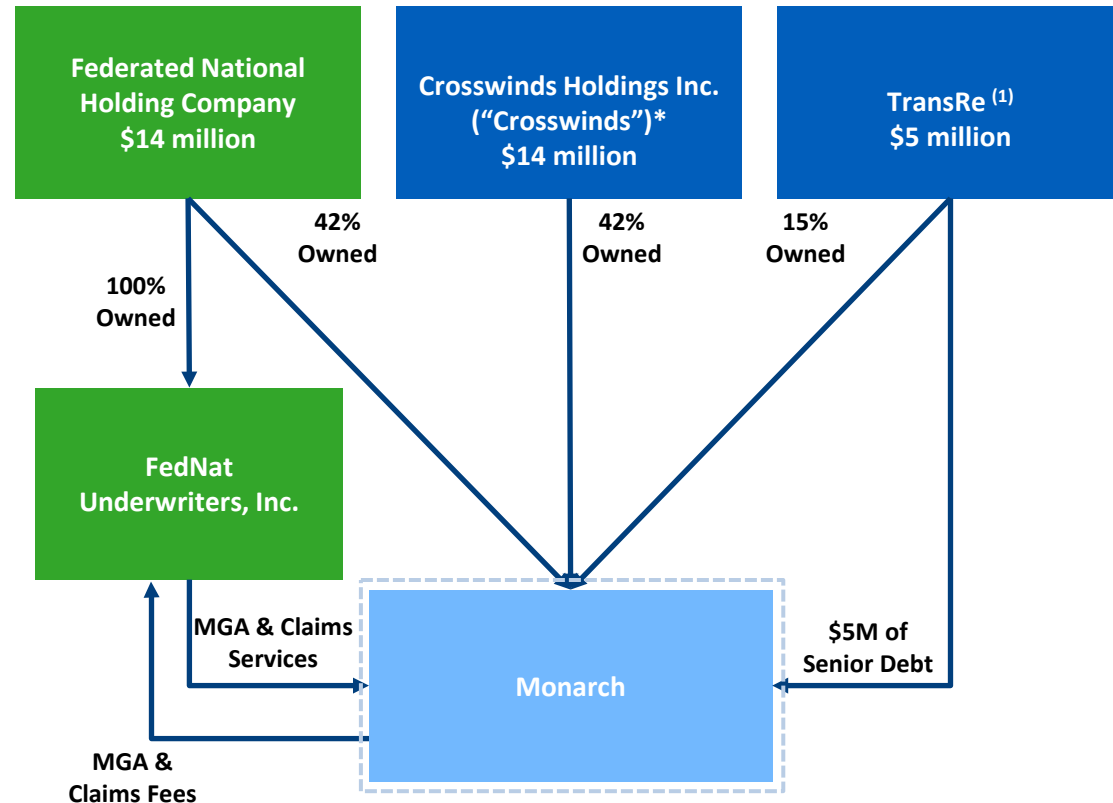 Federated National
Holding Company
$14 million
Crosswinds Holdings Inc.
(“Crosswinds”)*
$14 million
TransRe (1)
$5 million
42%
Owned
42%
Owned
15%
Owned
100%
Owned
FedNat
Underwriters, Inc.
MGA & Claims
Services
$5M of
Senior Debt
Monarch
MGA &
Claims Fees